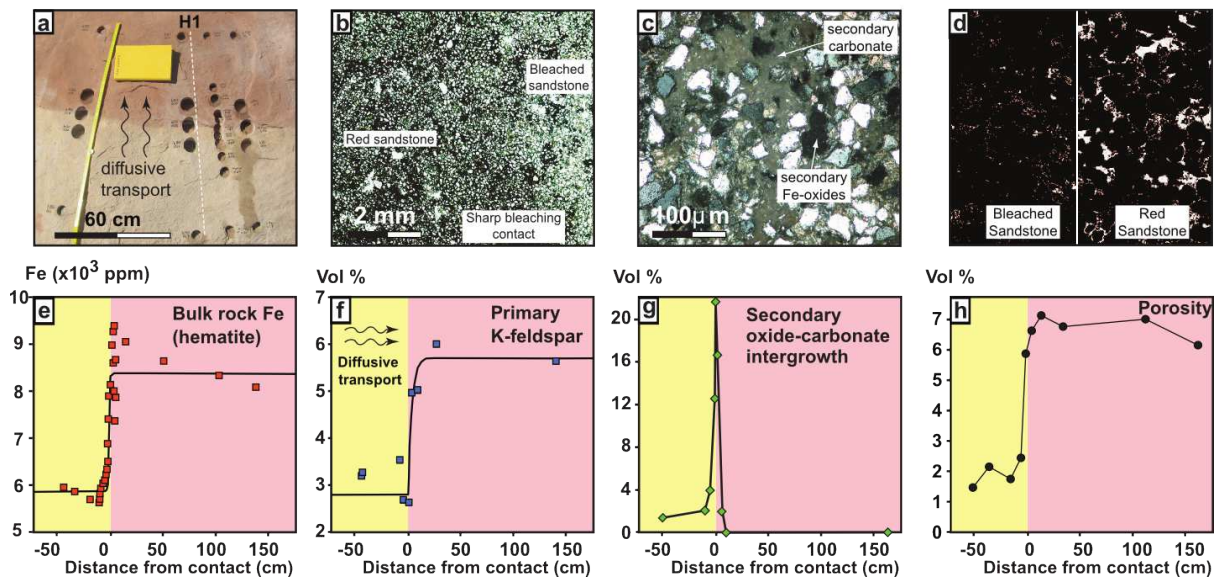 a
H1
diffusive
transport
60 cm
b
Bleached
sandstone
Red sandstone
2 mm
Sharp bleaching
contact
c
secondary
carbonate
secondary
Fe-oxides
100μm
d
Bleached
Sandstone
Red
Sandstone
Fe (x10³ ppm)
e
Bulk rock Fe
(hematite)
10
9
8
7
6
5
-50 0 50 100 150
Distance from contact (cm)
Vol %
f
Primary
K-feldspar
Diffusive
transport
7
6
5
4
3
2
-50 0 50 100 150
Distance from contact (cm)
Vol %
g
Secondary
oxide-carbonate
intergrowth
20
16
12
8
4
0
-50 0 50 100 150
Distance from contact (cm)
Vol %
h
Porosity
7
6
5
4
3
2
1
0
-50 0 50 100 150
Distance from contact (cm)